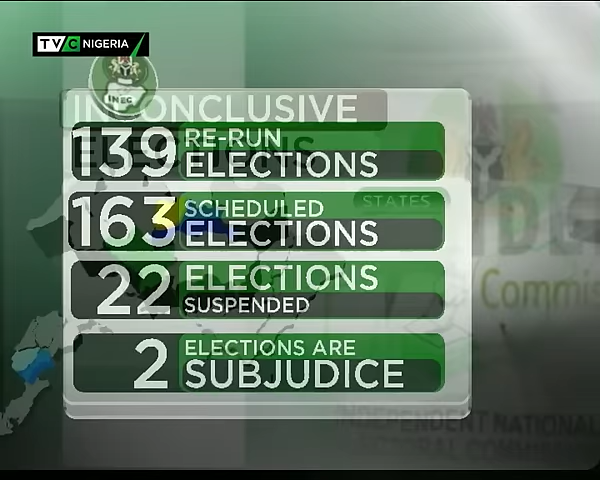 TVC NIGERIA
INEC
INCONCLUSIVE
ELECTIONS
139 RE-RUN
ELECTIONS
STATES
163 SCHEDULED
ELECTIONS
22 ELECTIONS
SUSPENDED
Commis
2 ELECTIONS ARE
SUBJUDICE
INDEPENDENT NATIONAL